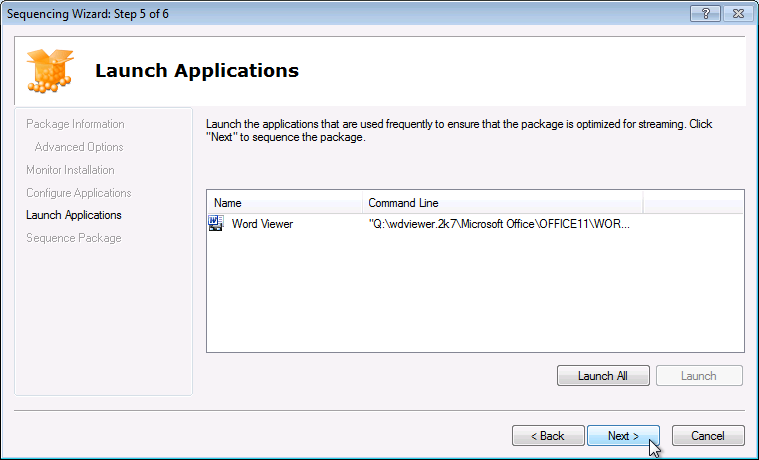 Sequencing Wizard: Step 5 of 6
Launch Applications
Package Information
Advanced Options
Monitor Installation
Configure Applications
Launch Applications
Sequence Package
Launch the applications that are used frequently to ensure that the package is optimized for streaming. Click
"Next" to sequence the package.
Name Command Line
Word Viewer "Q:\wdviewer.2k7\Microsoft Office\OFFICE11\WOR...
Launch All Launch
< Back Next > Cancel